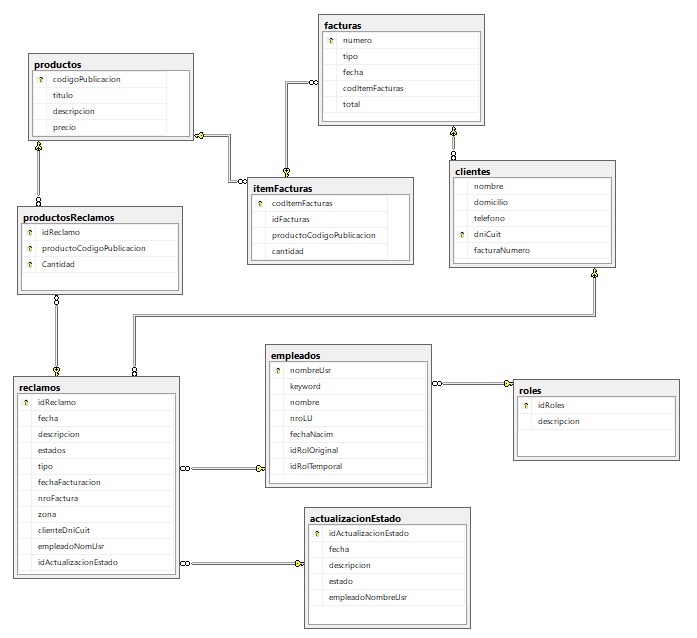 facturas
numero
tipo
fecha
codItemFacturas
total
productos
codigoPublicacion
titulo
descripcion
precio
itemFacturas
codItemFacturas
idFacturas
productoCodigoPublicacion
cantidad
clientes
nombre
domicilio
telefono
dniCuit
facturaNumero
productosReclamos
idReclamo
productoCodigoPublicacion
Cantidad
reclamos
idReclamo
fecha
descripcion
estados
tipo
fechaFacturacion
nroFactura
zona
clienteDniCuit
empleadoNomUsr
idActualizacionEstado
empleados
nombreUsr
keyword
nombre
nroLU
fechaNacim
idRolOriginal
idRolTemporal
roles
idRoles
descripcion
actualizacionEstado
idActualizacionEstado
fecha
descripcion
estado
empleadoNombreUsr